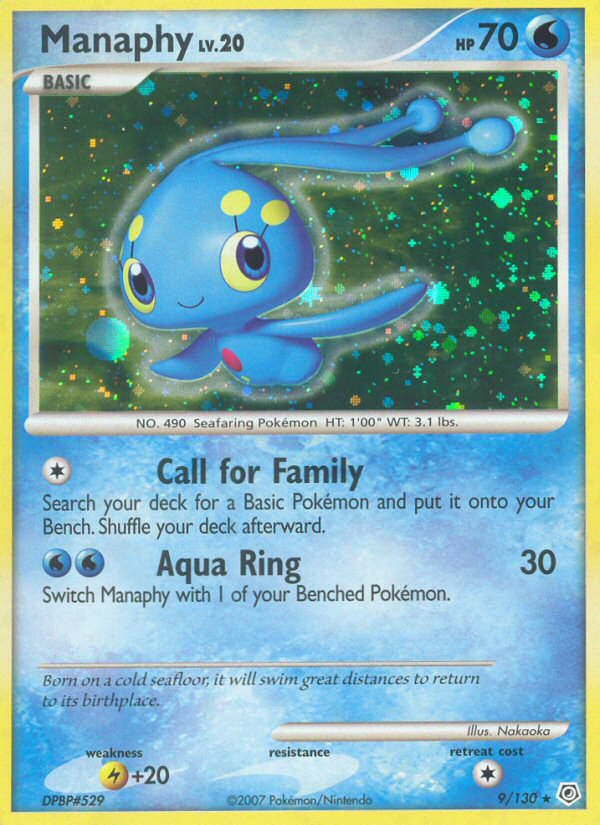 Manaphy LV.20
HP 70
BASIC
NO. 490 Seafaring Pokémon HT: 1'00" WT: 3.1 lbs.
Call for Family
Search your deck for a Basic Pokémon and put it onto your
Bench. Shuffle your deck afterward.
Aqua Ring 30
Switch Manaphy with 1 of your Benched Pokémon.
Born on a cold seafloor, it will swim great distances to return
to its birthplace.
Illus. Nakaoka
weakness resistance retreat cost
+20
DPBP#529 ©2007 Pokémon/Nintendo 9/130 ★